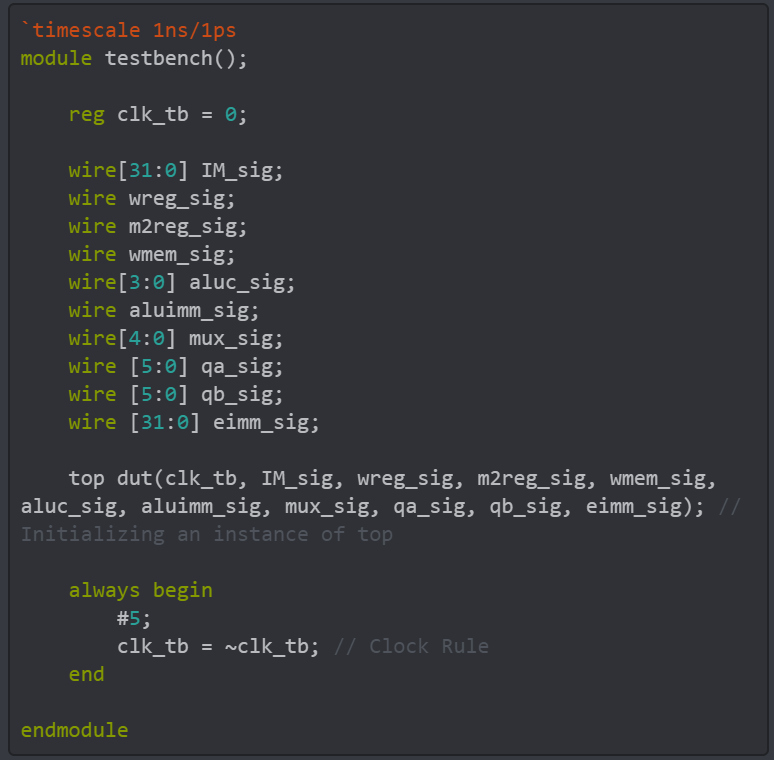 `timescale 1ns/1ps
module testbench();
reg clk_tb = 0;
wire[31:0] IM_sig;
wire wreg_sig;
wire m2reg_sig;
wire wmem_sig;
wire[3:0] aluc_sig;
wire aluimm_sig;
wire[4:0] mux_sig;
wire [5:0] qa_sig;
wire [5:0] qb_sig;
wire [31:0] eimm_sig;
top dut(clk_tb, IM_sig, wreg_sig, m2reg_sig, wmem_sig,
aluc_sig, aluimm_sig, mux_sig, qa_sig, qb_sig, eimm_sig); //
Initializing an instance of top
always begin
#5;
clk_tb = ~clk_tb; // Clock Rule
end
endmodule